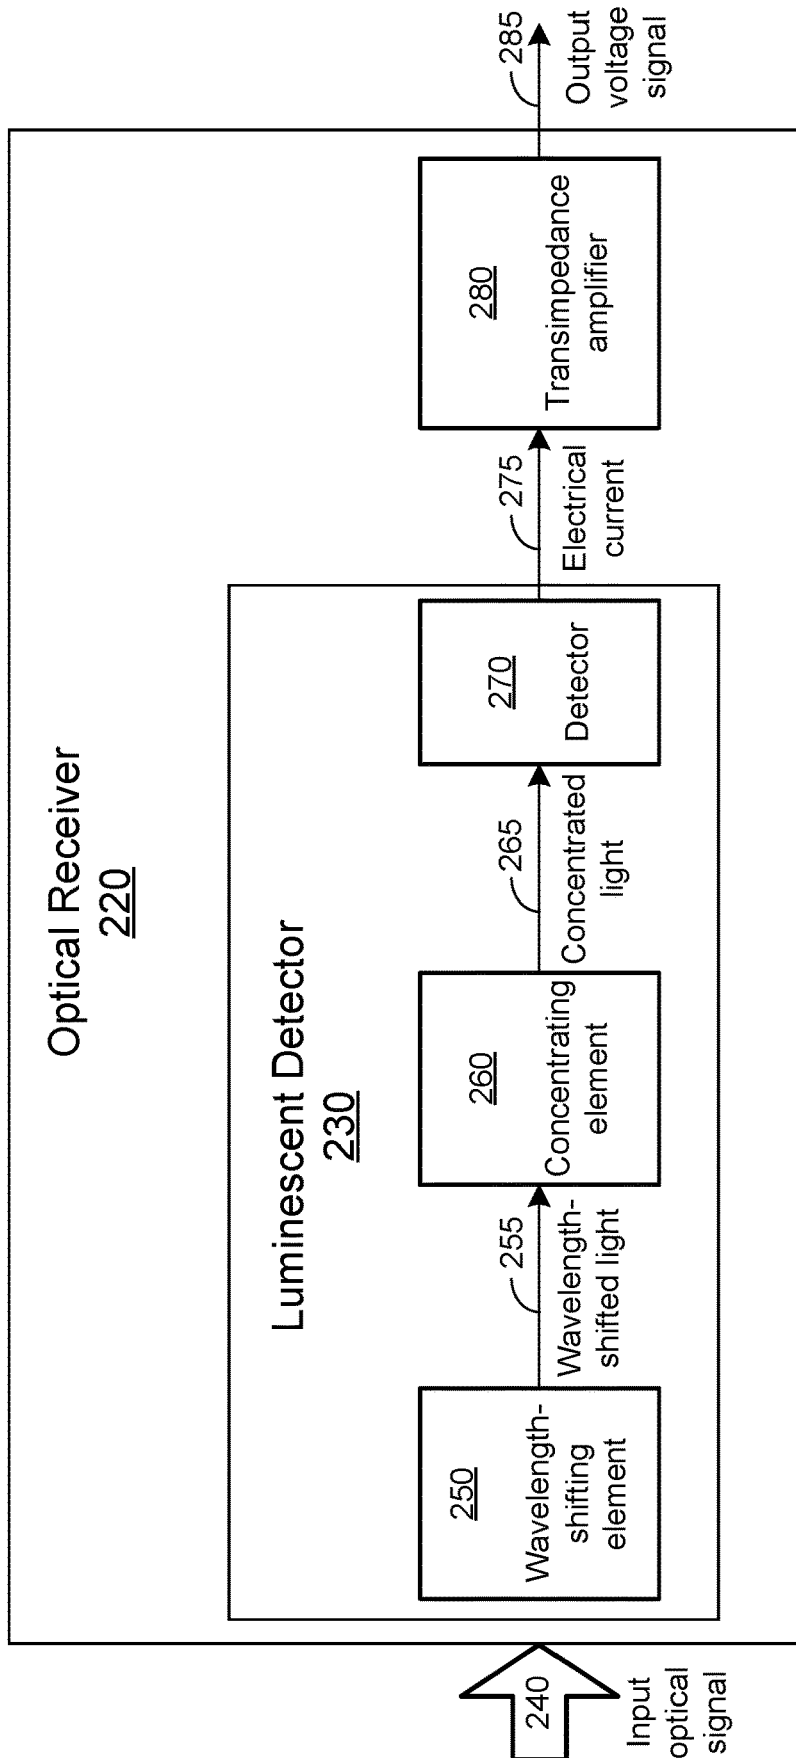 Optical Receiver
220
Luminescent Detector
230
240
Input
optical
signal
250
Wavelength-
shifting
element
255
Wavelength-
shifted light
260
Concentrating
element
265
Concentrated
light
270
Detector
275
Electrical
current
280
Transimpedance
amplifier
285
Output
voltage
signal